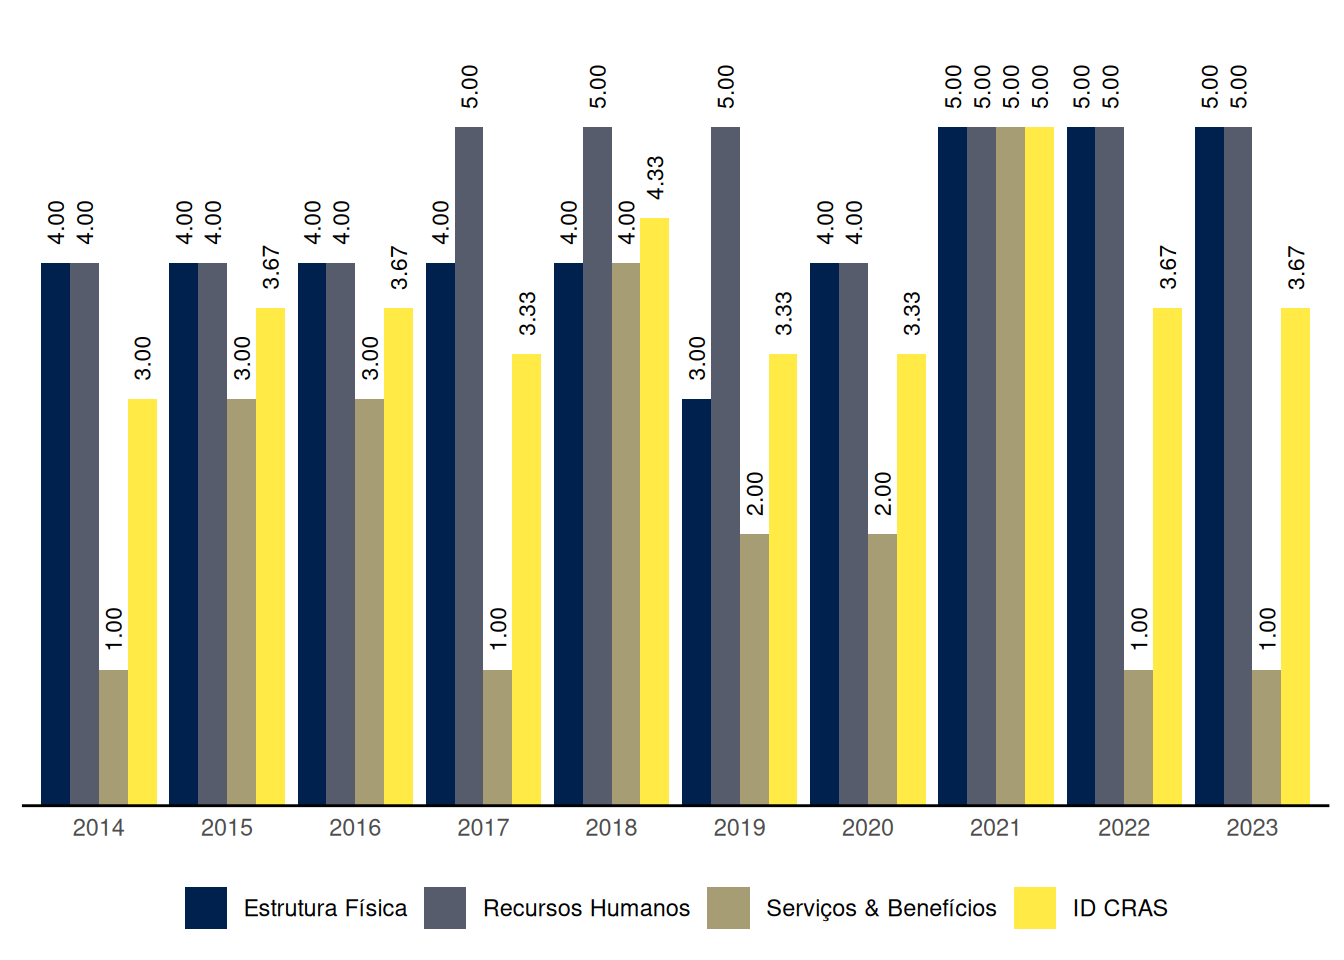 5.00 5.00 5.00 5.00 5.00 5.00 5.00 5.00 5.00 5.00 5.00
4.33
4.00 4.00 4.00 4.00 4.00 4.00 4.00 4.00 4.00 4.00 4.00
3.67 3.67 3.67 3.67
3.33 3.33 3.33
3.00 3.00 3.00 3.00
2.00 2.00
1.00 1.00 1.00 1.00
2014 2015 2016 2017 2018 2019 2020 2021 2022 2023
Estrutura Física Recursos Humanos Serviços & Benefícios ID CRAS